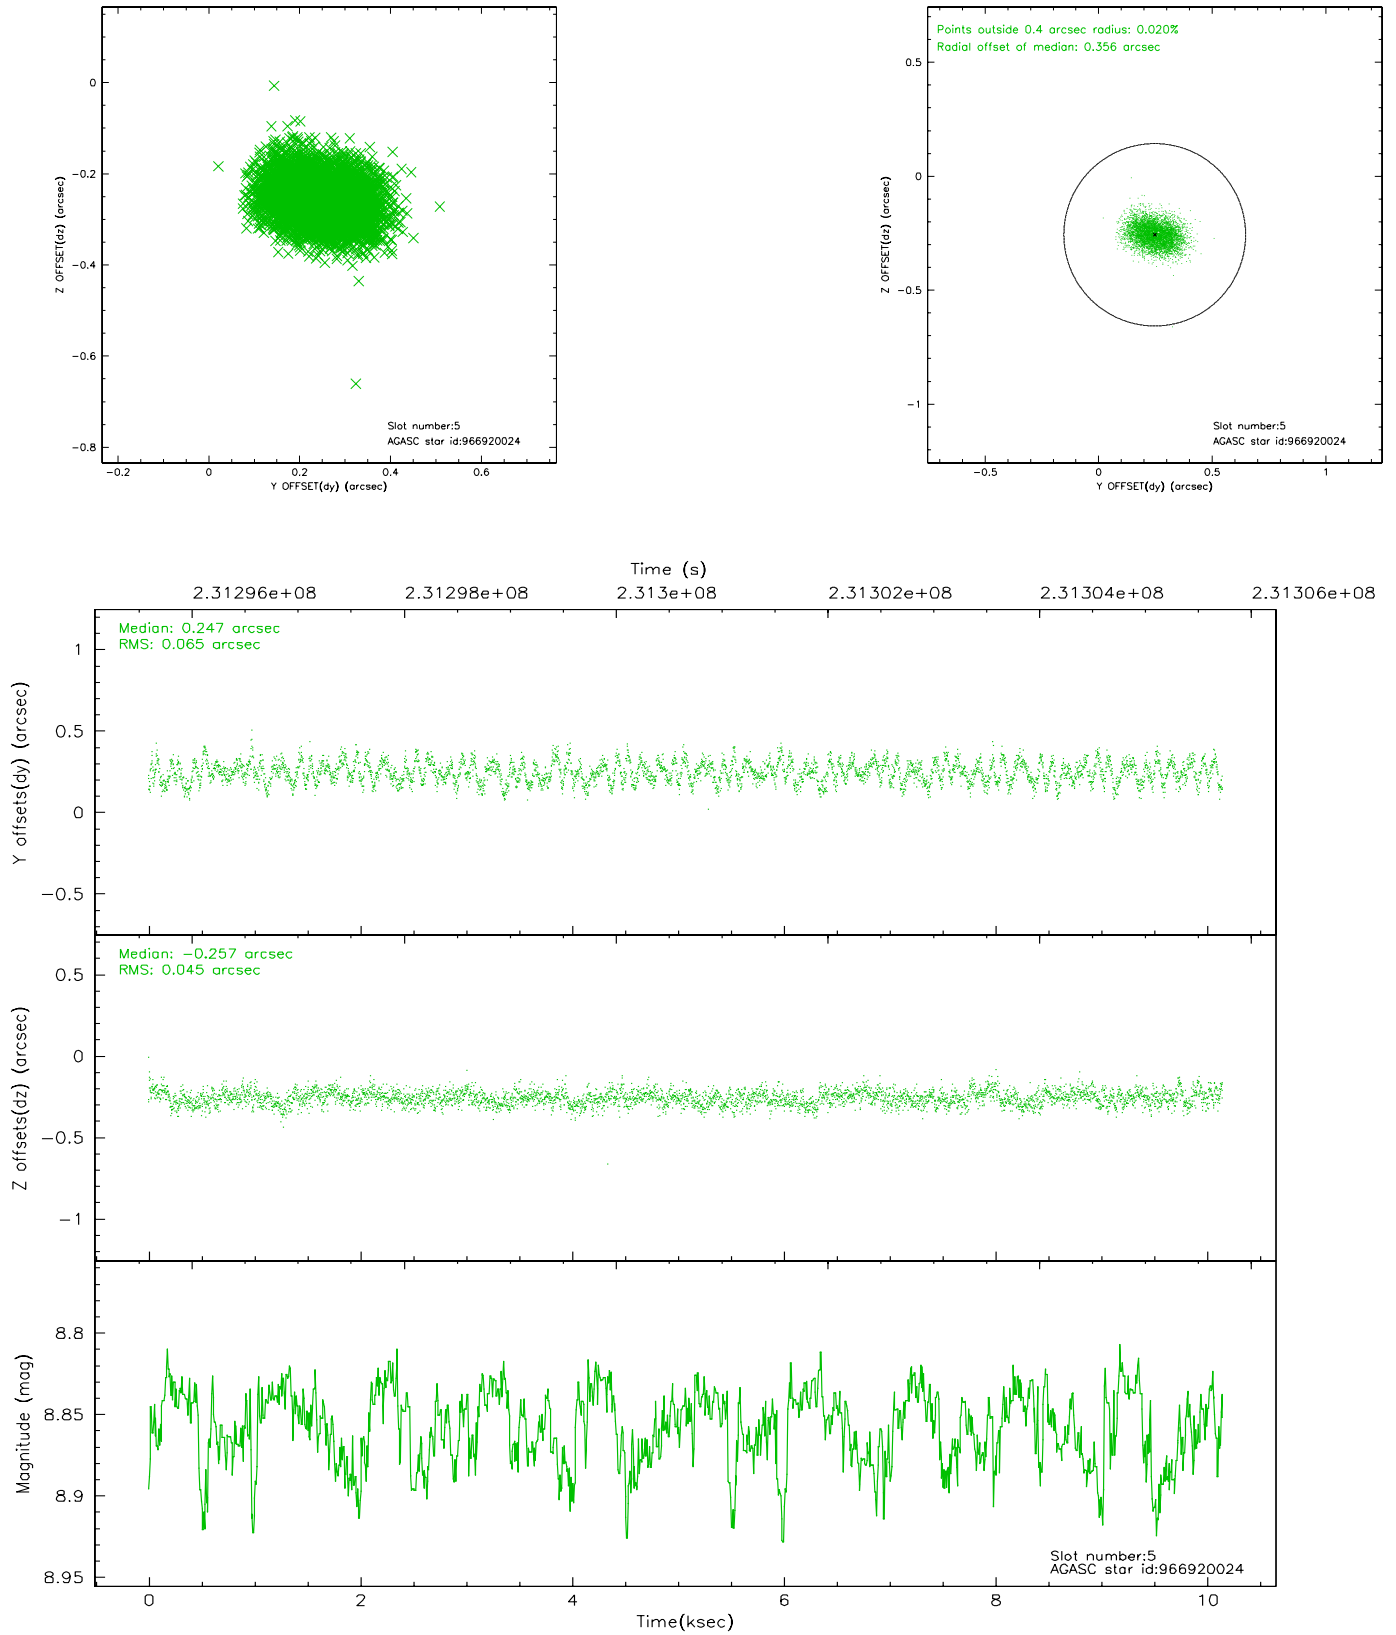 0
-0.2
-0.4
-0.6
-0.8
Z OFFSET(dz) (arcsec)
Slot number:5
AGASC star id:966920024
-0.2 0 0.2 0.4 0.6
Y OFFSET(dy) (arcsec)
Points outside 0.4 arcsec radius: 0.020%
Radial offset of median: 0.356 arcsec
0.5
0
-0.5
-1
Z OFFSET(dz) (arcsec)
Slot number:5
AGASC star id:966920024
-0.5 0 0.5 1
Y OFFSET(dy) (arcsec)
Time (s)
2.31296e+08 2.31298e+08 2.313e+08 2.31302e+08 2.31304e+08 2.31306e+08
Median: 0.247 arcsec
RMS: 0.065 arcsec
1
0.5
0
-0.5
Y offsets(dy) (arcsec)
Median: -0.257 arcsec
RMS: 0.045 arcsec
0.5
0
-0.5
-1
Z offsets(dz) (arcsec)
8.8
8.85
8.9
8.95
Magnitude (mag)
Slot number:5
AGASC star id:966920024
0 2 4 6 8 10
Time(ksec)